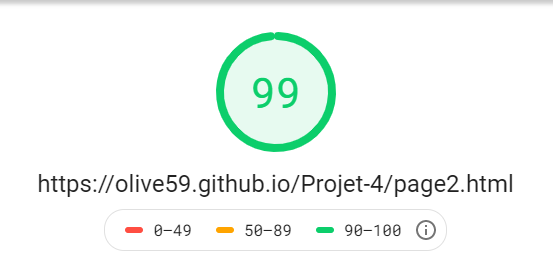 99
https://olive59.github.io/Projet-4/page2.html
0–49 50–89 90–100